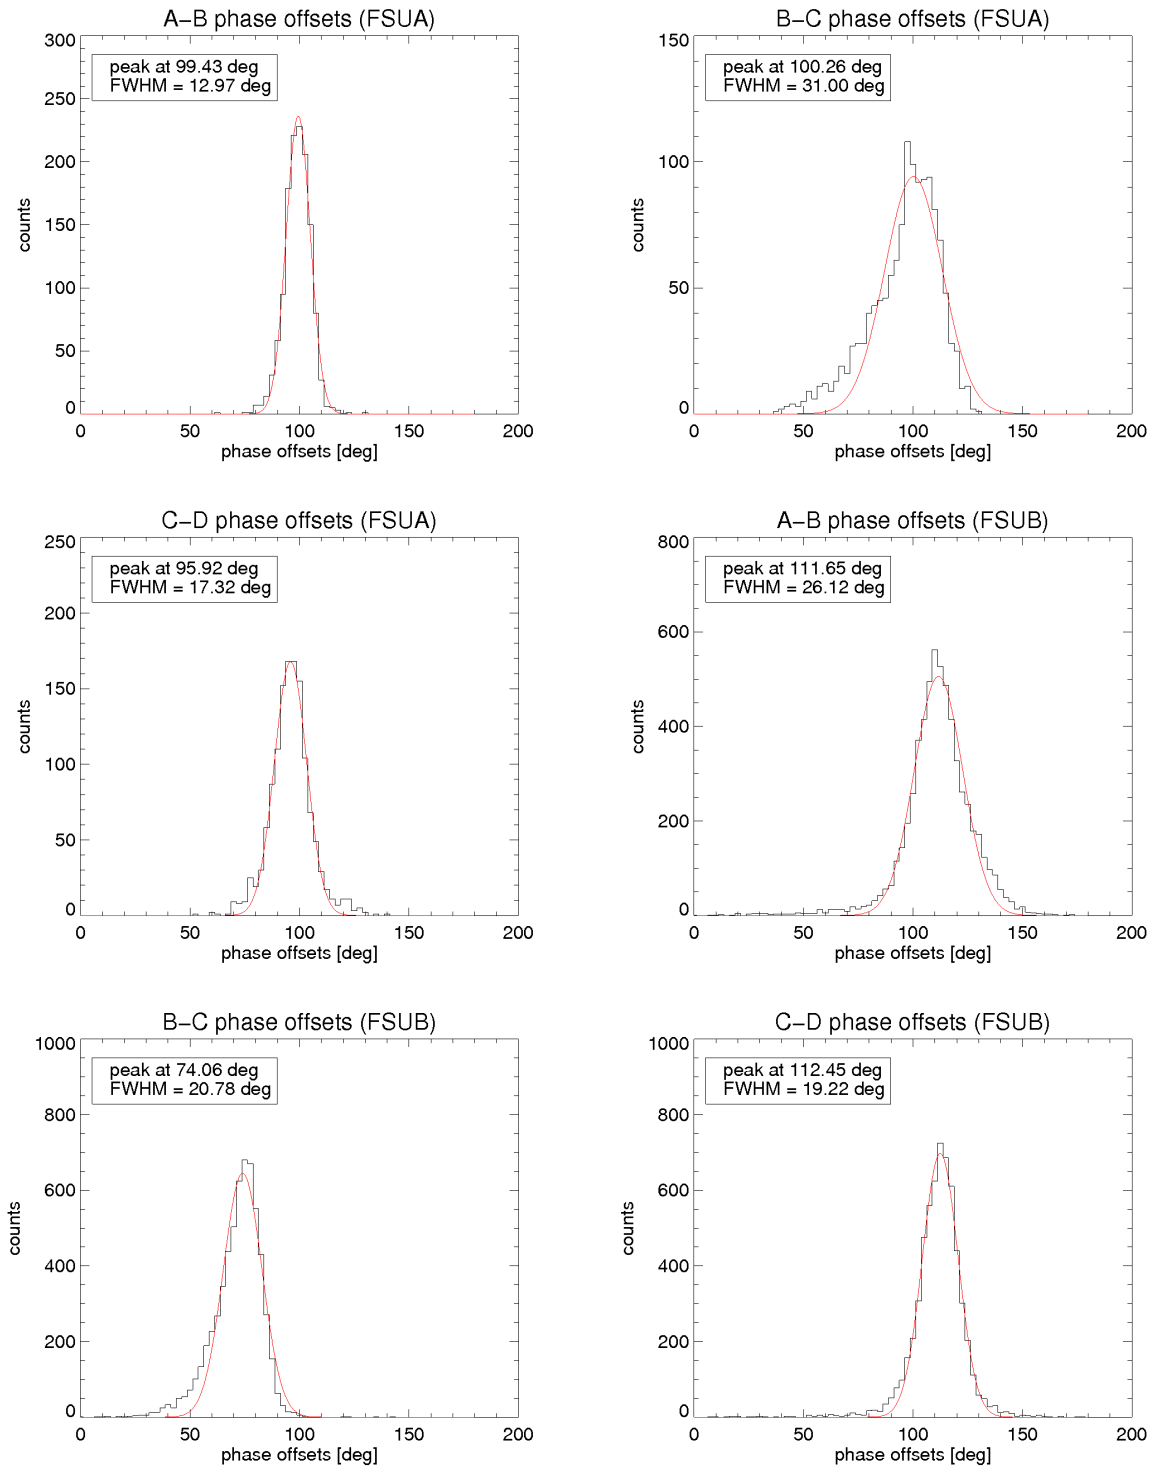 A−B phase offsets (FSUA)
peak at 99.43 deg
FWHM = 12.97 deg
300
250
200
150
100
50
0
counts
0 50 100 150 200
phase offsets [deg]
B−C phase offsets (FSUA)
peak at 100.26 deg
FWHM = 31.00 deg
150
100
50
0
counts
0 50 100 150 200
phase offsets [deg]
C−D phase offsets (FSUA)
peak at 95.92 deg
FWHM = 17.32 deg
250
200
150
100
50
0
counts
0 50 100 150 200
phase offsets [deg]
A−B phase offsets (FSUB)
peak at 111.65 deg
FWHM = 26.12 deg
800
600
400
200
0
counts
0 50 100 150 200
phase offsets [deg]
B−C phase offsets (FSUB)
peak at 74.06 deg
FWHM = 20.78 deg
1000
800
600
400
200
0
counts
0 50 100 150 200
phase offsets [deg]
C−D phase offsets (FSUB)
peak at 112.45 deg
FWHM = 19.22 deg
1000
800
600
400
200
0
counts
0 50 100 150 200
phase offsets [deg]